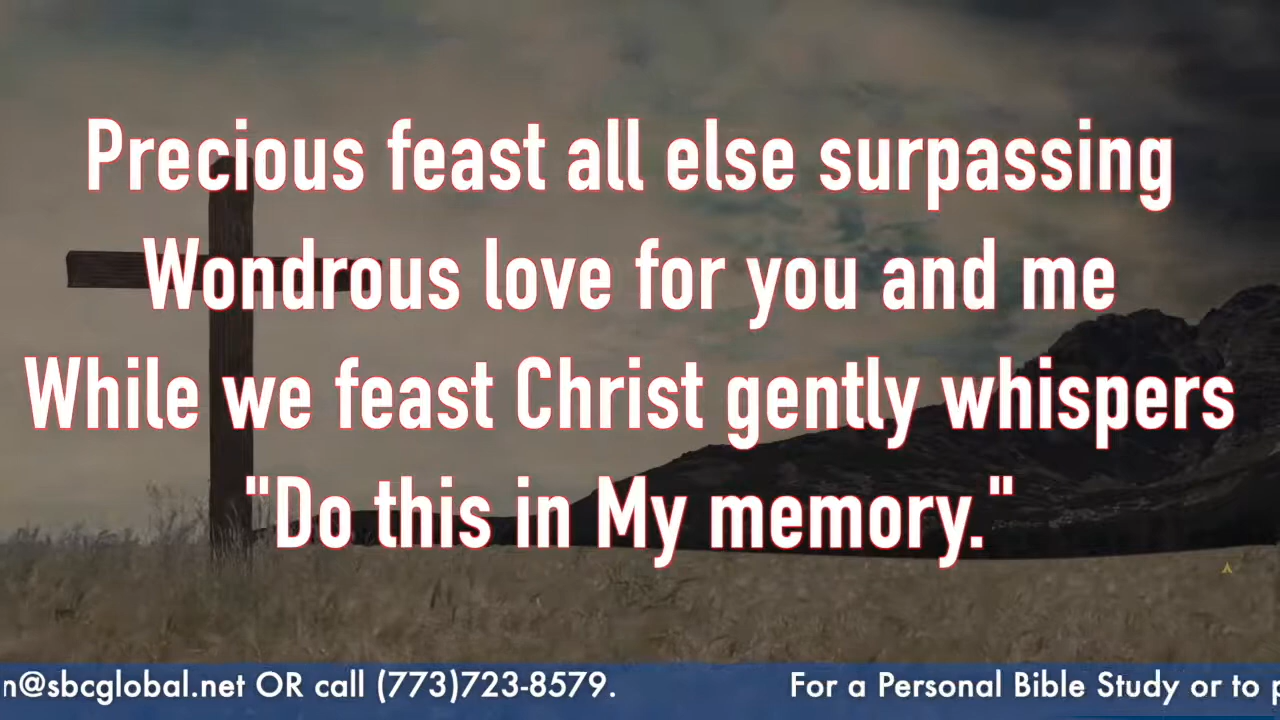 Precious feast all else surpassing
Wondrous love for you and me
While we feast Christ gently whispers
"Do this in My memory."
n@sbcglobal.net OR call (773)723-8579. For a Personal Bible Study or to p